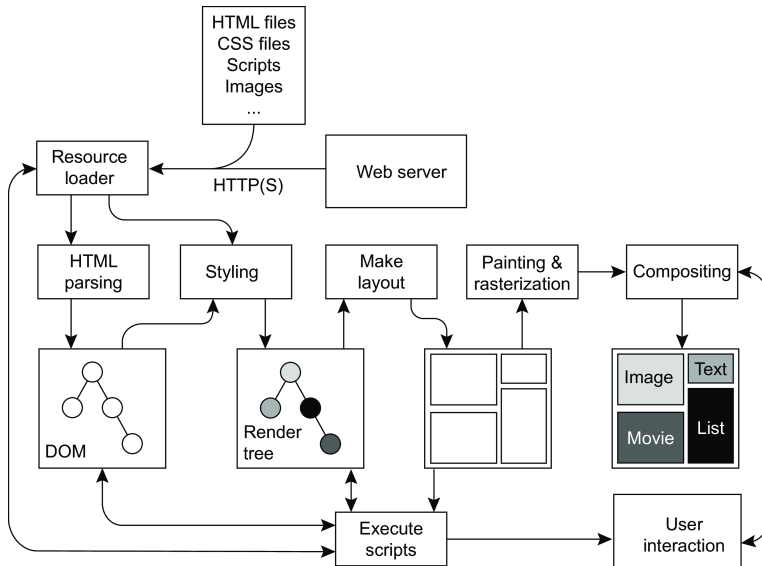 HTML files
CSS files
Scripts
Images
...
Resource
loader
HTTP(S)
Web server
HTML
parsing
Styling
Make
layout
Painting &
rasterization
Compositing
DOM
Render
tree
Image
Text
Movie
List
Execute
scripts
User
interaction